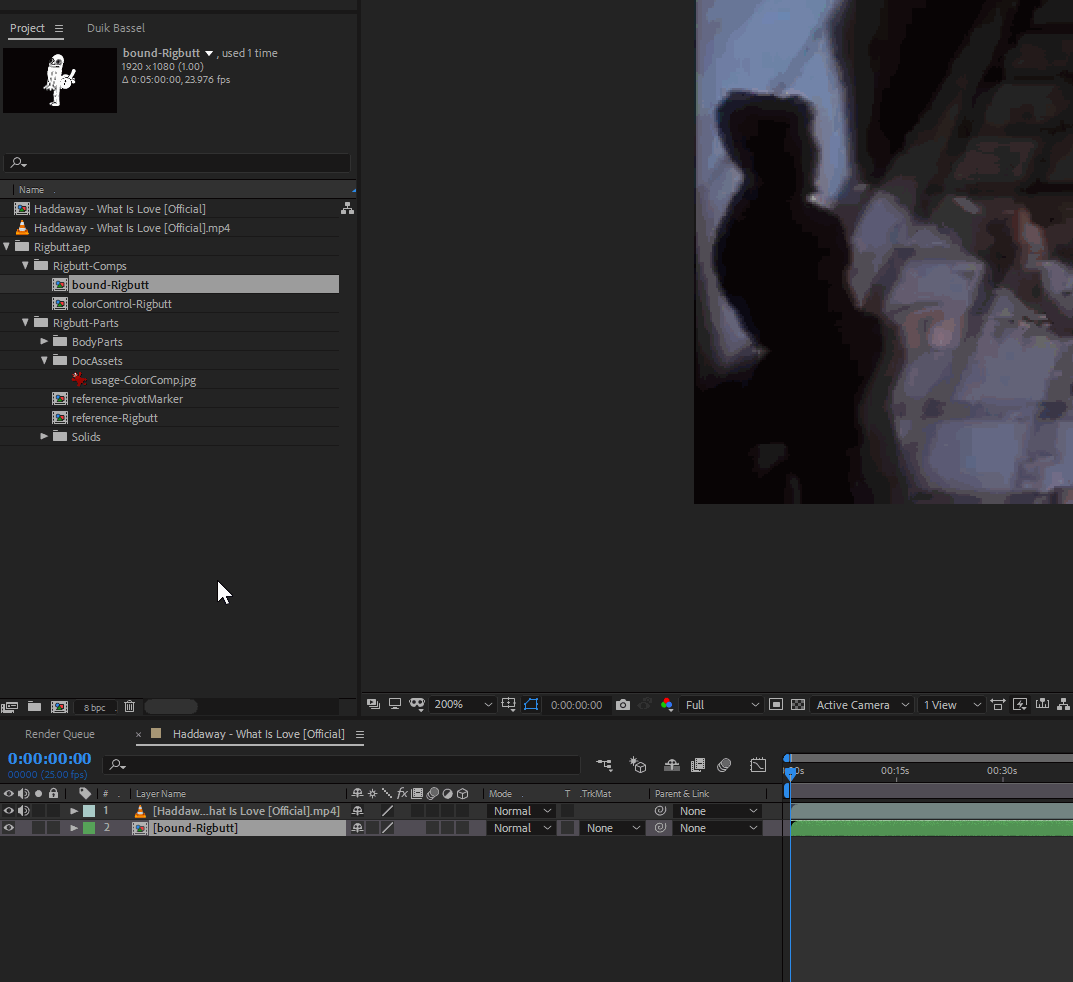 Project Duik Bassel
bound-Rigbutt , used 1 time
1920 x 1080 (1.00)
Δ 0:05:00:00, 23.976 fps
Name
Haddaway - What Is Love [Official]
Haddaway - What Is Love [Official].mp4
Rigbutt.aep
Rigbutt-Comps
bound-Rigbutt
colorControl-Rigbutt
Rigbutt-Parts
BodyParts
DocAssets
usage-ColorComp.jpg
reference-pivotMarker
reference-Rigbutt
Solids
8 bpc
200% 0:00:00:00 Full Active Camera 1 View
Render Queue × Haddaway - What Is Love [Official]
0:00:00:00
00000 (25.00 fps)
00s 00:15s 00:30s
# Layer Name fx Mode T .TrkMat Parent & Link
1 [Haddaw...hat Is Love [Official].mp4] Normal None
2 [bound-Rigbutt] Normal None None